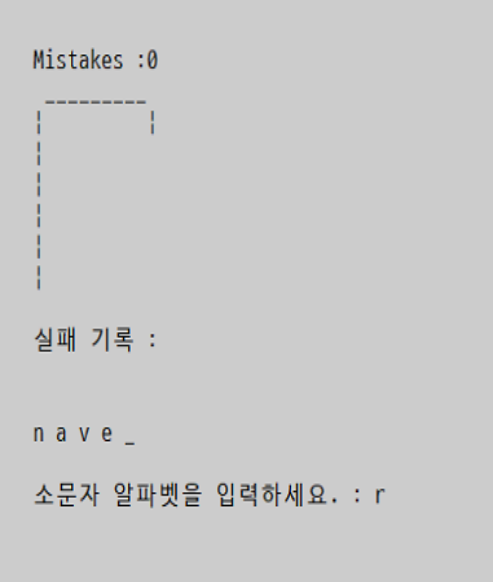 Mistakes :0
---------
¦ ¦
¦
¦
¦
¦
¦
실패 기록 :
n a v e _
소문자 알파벳을 입력하세요. : r